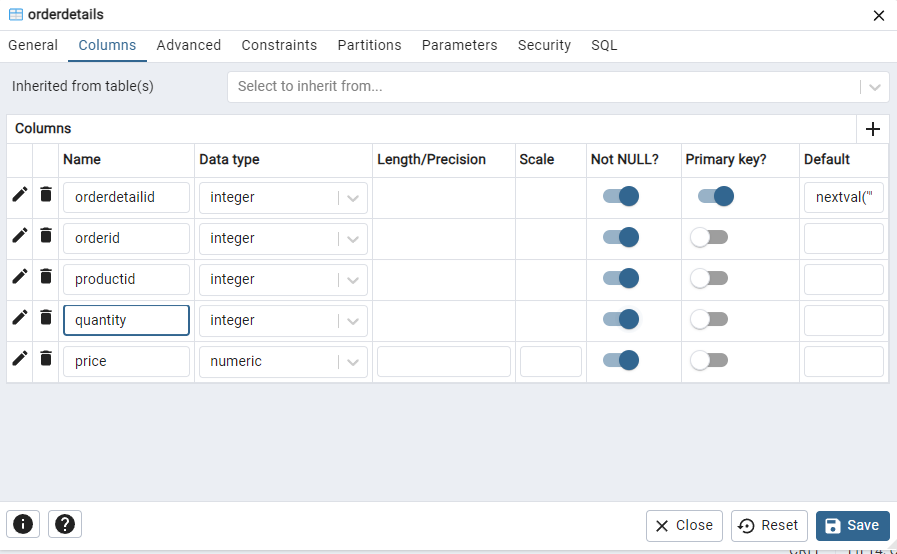 orderdetails
General Columns Advanced Constraints Partitions Parameters Security SQL
Inherited from table(s) Select to inherit from...
Columns
Name Data type Length/Precision Scale Not NULL? Primary key? Default
orderdetailid integer nextval('"
orderid integer
productid integer
quantity integer
price numeric
Close Reset Save